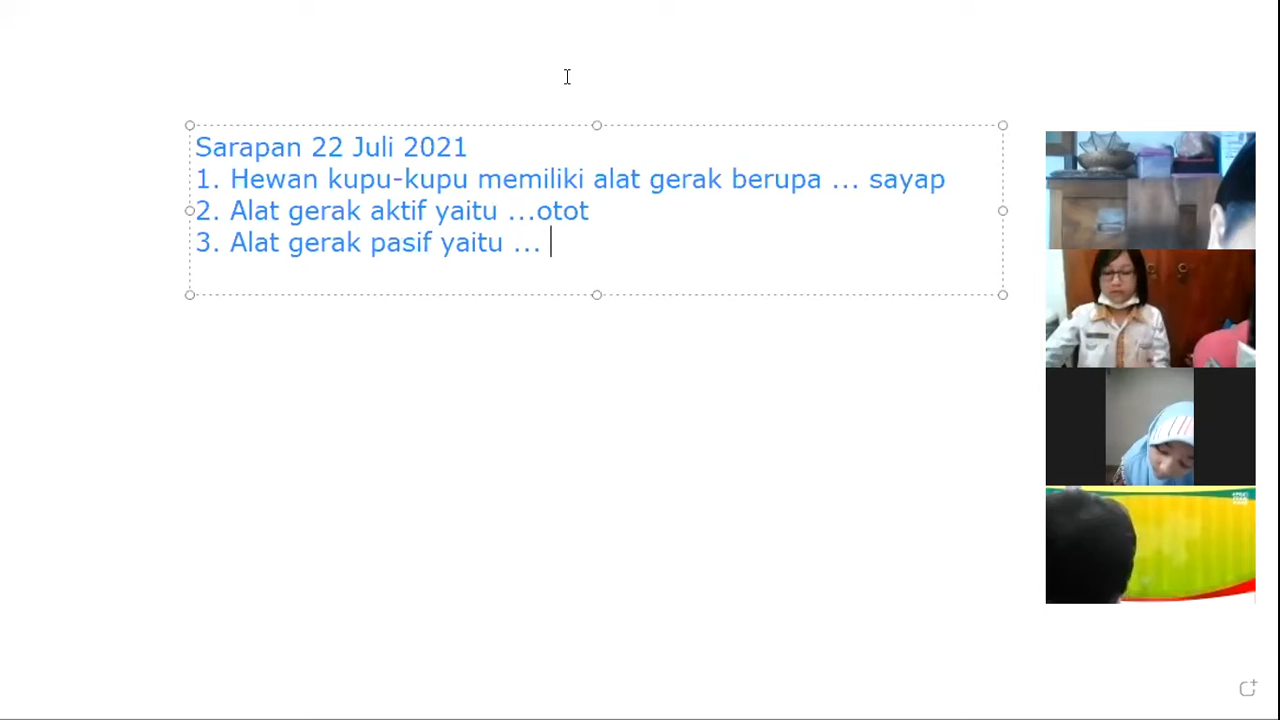 Sarapan 22 Juli 2021
1. Hewan kupu-kupu memiliki alat gerak berupa ... sayap
2. Alat gerak aktif yaitu ...otot
3. Alat gerak pasif yaitu ...